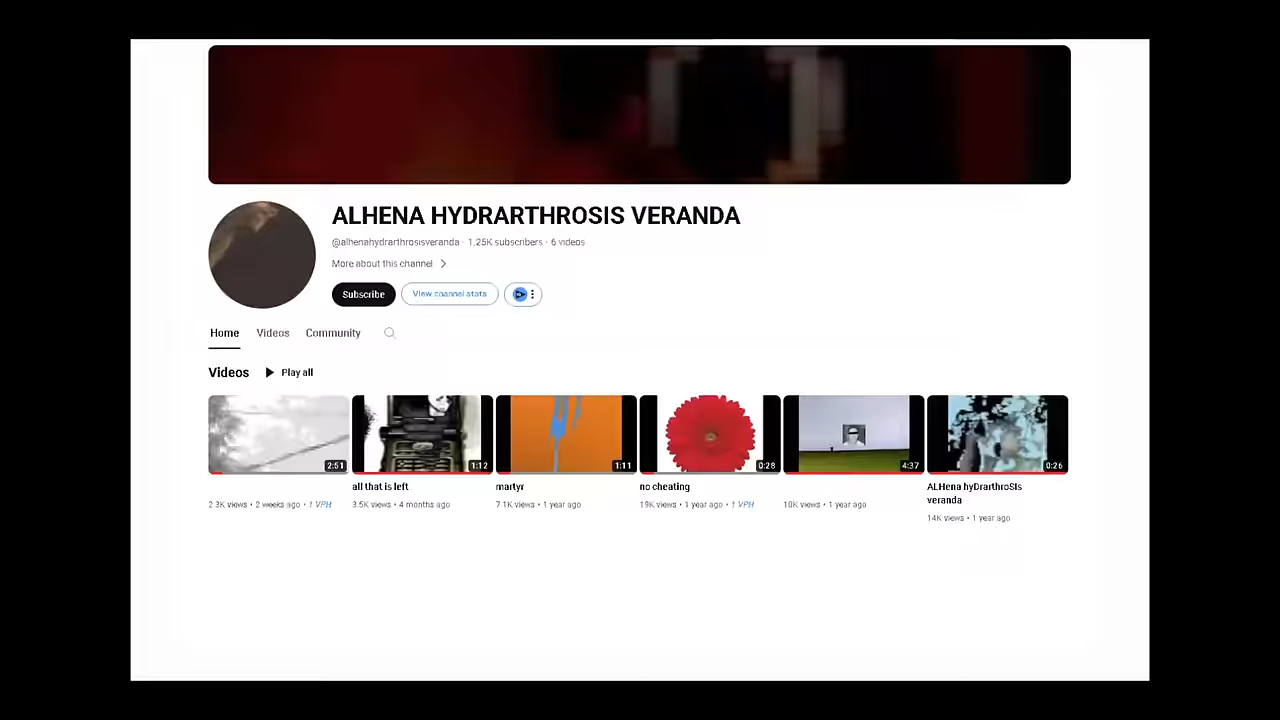 ALHENA HYDRARTHROSIS VERANDA
@alhenahydrarthrosisveranda · 1.25K subscribers · 6 videos
More about this channel
Subscribe
View channel stats
Home Videos Community
Videos Play all
2:51 1:12 1:11 0:28 4:37 0:26
all that is left martyr no cheating ALHena hyDrarthroSIs
veranda
2.3K views • 2 weeks ago • 1 VPH 3.5K views • 4 months ago 7.1K views • 1 year ago 19K views • 1 year ago • 1 VPH 10K views • 1 year ago
14K views • 1 year ago